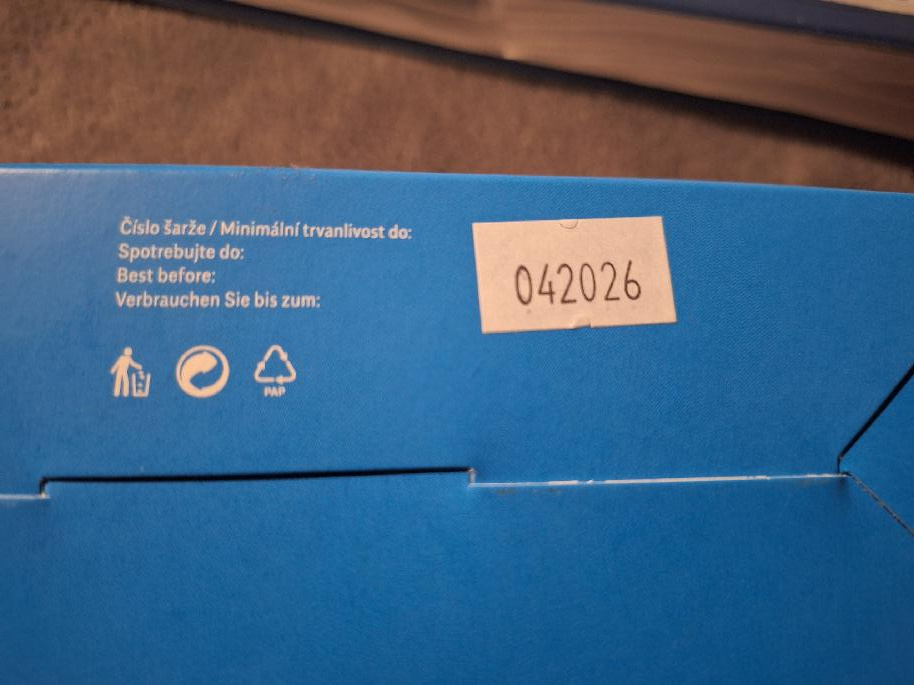 Číslo šarže / Minimální trvanlivost do:
Spotrebujte do:
Best before:
Verbrauchen Sie bis zum:
042026
PAP